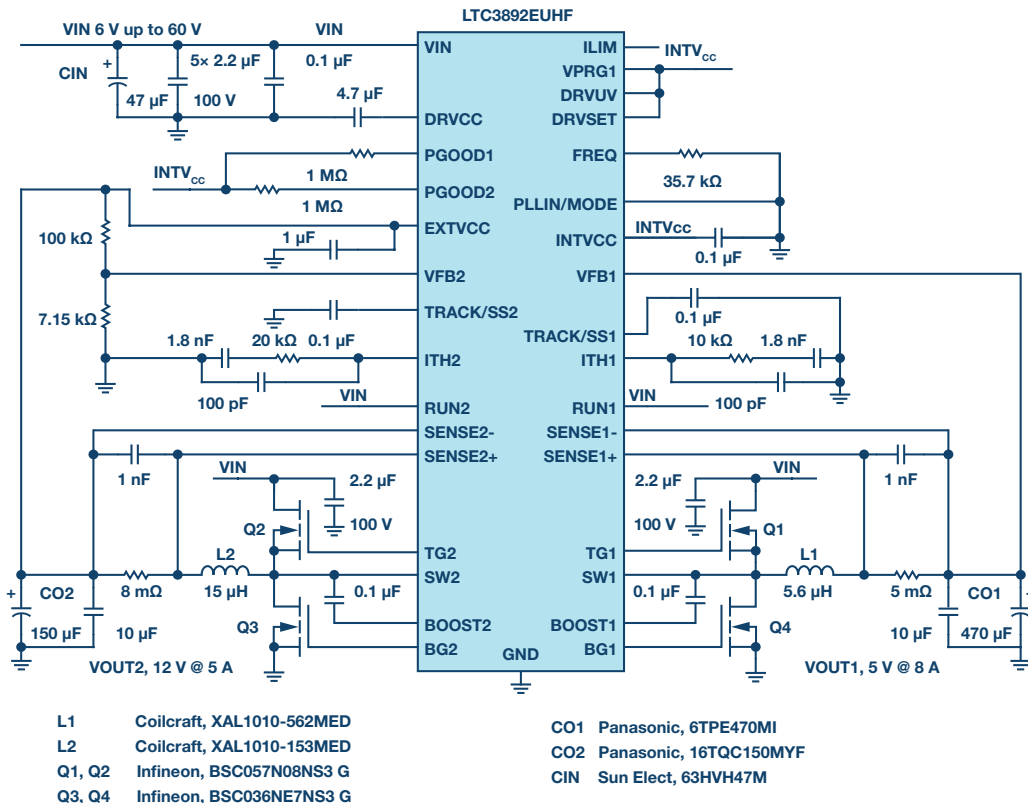 LTC3892EUHF
VIN 6 V up to 60 V
VIN
VIN
ILIM
INTVCC
CIN
+
5× 2.2 µF
0.1 µF
VPRG1
47 µF
100 V
DRVUV
4.7 µF
DRVCC
DRVSET
PGOOD1
FREQ
INTVCC
1 MΩ
35.7 kΩ
PGOOD2
1 MΩ
PLLIN/MODE
EXTVCC
100 kΩ
1 µF
INTVCC
INTVCC
0.1 µF
VFB2
VFB1
7.15 kΩ
TRACK/SS2
0.1 µF
TRACK/SS1
1.8 nF
20 kΩ
0.1 µF
10 kΩ
1.8 nF
ITH2
ITH1
100 pF
100 pF
VIN
VIN
RUN2
RUN1
SENSE2-
SENSE1-
SENSE2+
SENSE1+
1 nF
1 nF
VIN
VIN
2.2 µF
2.2 µF
100 V
100 V
Q2
Q1
TG2
TG1
L2
L1
SW2
SW1
+
CO2
8 mΩ
15 µH
0.1 µF
0.1 µF
5.6 µH
5 mΩ
CO1
150 µF
10 µF
Q3
BOOST2
BOOST1
Q4
10 µF
470 µF
BG2
BG1
GND
VOUT2, 12 V @ 5 A
VOUT1, 5 V @ 8 A
L1 Coilcraft, XAL1010-562MED
L2 Coilcraft, XAL1010-153MED
Q1, Q2 Infineon, BSC057N08NS3 G
Q3, Q4 Infineon, BSC036NE7NS3 G
CO1 Panasonic, 6TPE470MI
CO2 Panasonic, 16TQC150MYF
CIN Sun Elect, 63HVH47M